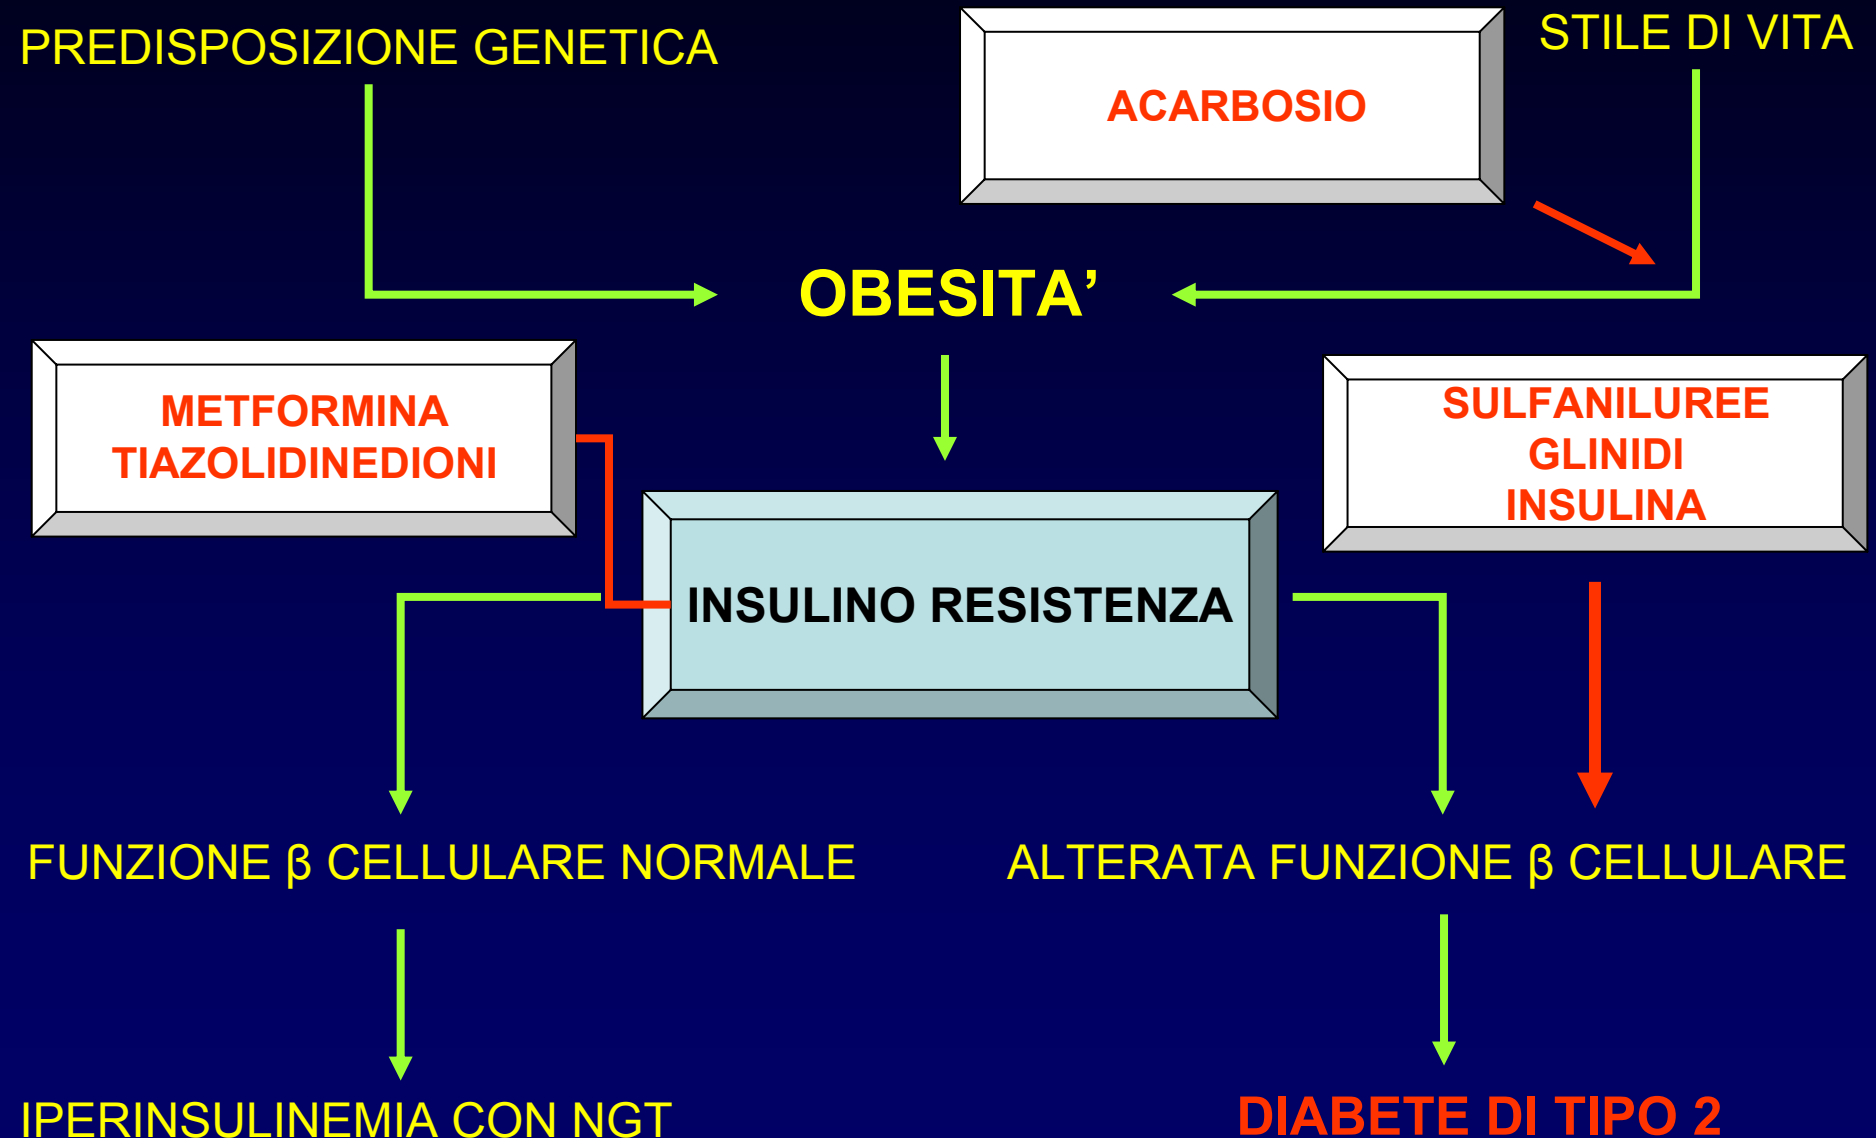 PREDISPOSIZIONE GENETICA
ACARBOSIO
STILE DI VITA
OBESITA’
METFORMINA
TIAZOLIDINEDIONI
SULFANILUREE
GLINIDI
INSULINA
INSULINO RESISTENZA
FUNZIONE β CELLULARE NORMALE
ALTERATA FUNZIONE β CELLULARE
IPERINSULINEMIA CON NGT
DIABETE DI TIPO 2